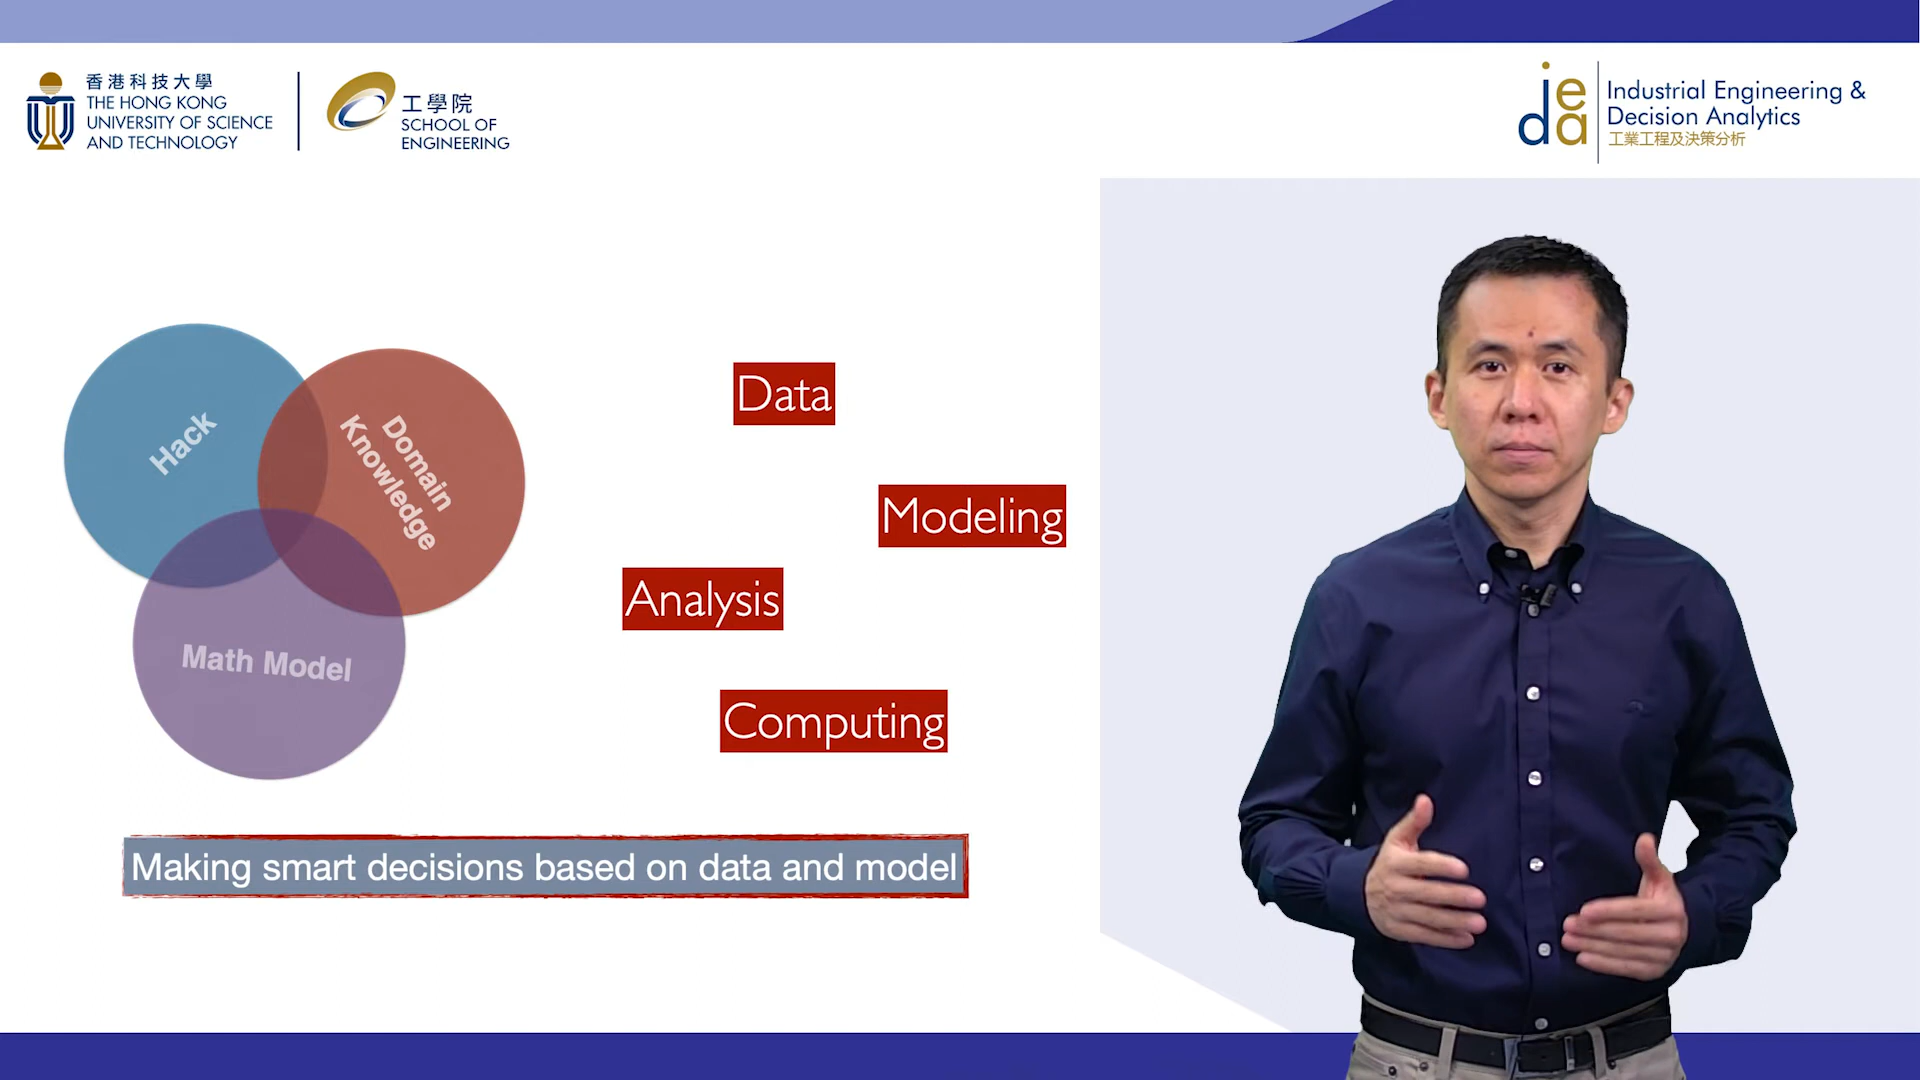 香港科技大學
THE HONG KONG
UNIVERSITY OF SCIENCE
AND TECHNOLOGY
工學院
SCHOOL OF
ENGINEERING
ie
da
Industrial Engineering &
Decision Analytics
工業工程及決策分析
Hack
Domain
Knowledge
Math Model
Data
Modeling
Analysis
Computing
Making smart decisions based on data and model